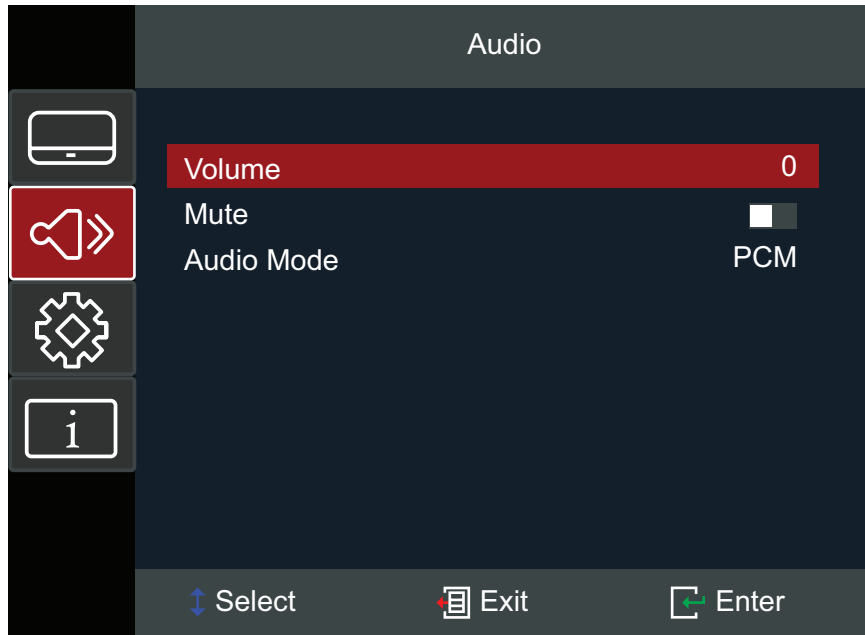 Audio
Volume 0
Mute
Audio Mode PCM
i
Select Exit Enter